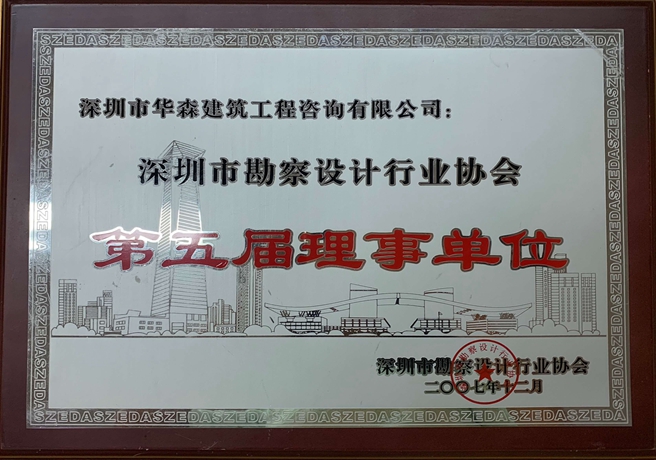 深圳市华森建筑工程咨询有限公司：
深圳市勘察设计行业协会
第五届理事单位
深圳市勘察设计行业协会
二〇〇七年十二月